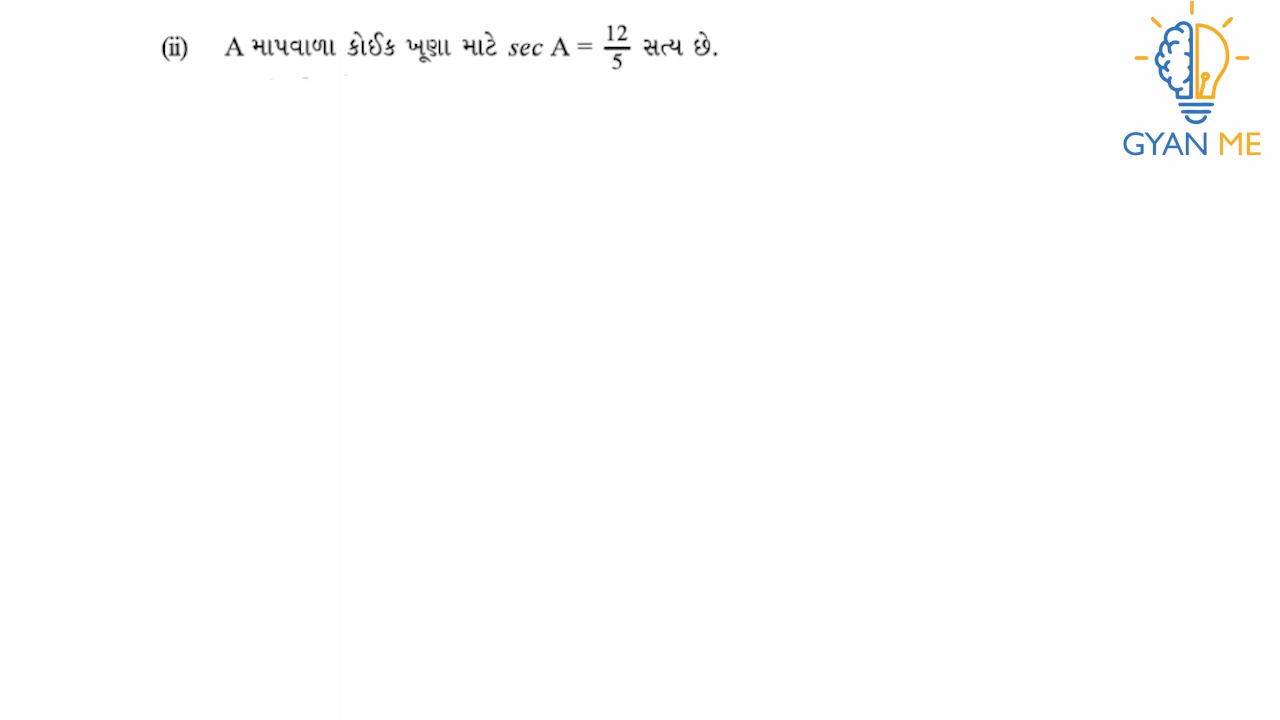 (ii) A માપવાળા કોઈક ખૂણા માટે sec A = 12/5 સત્ય છે.
GYAN ME